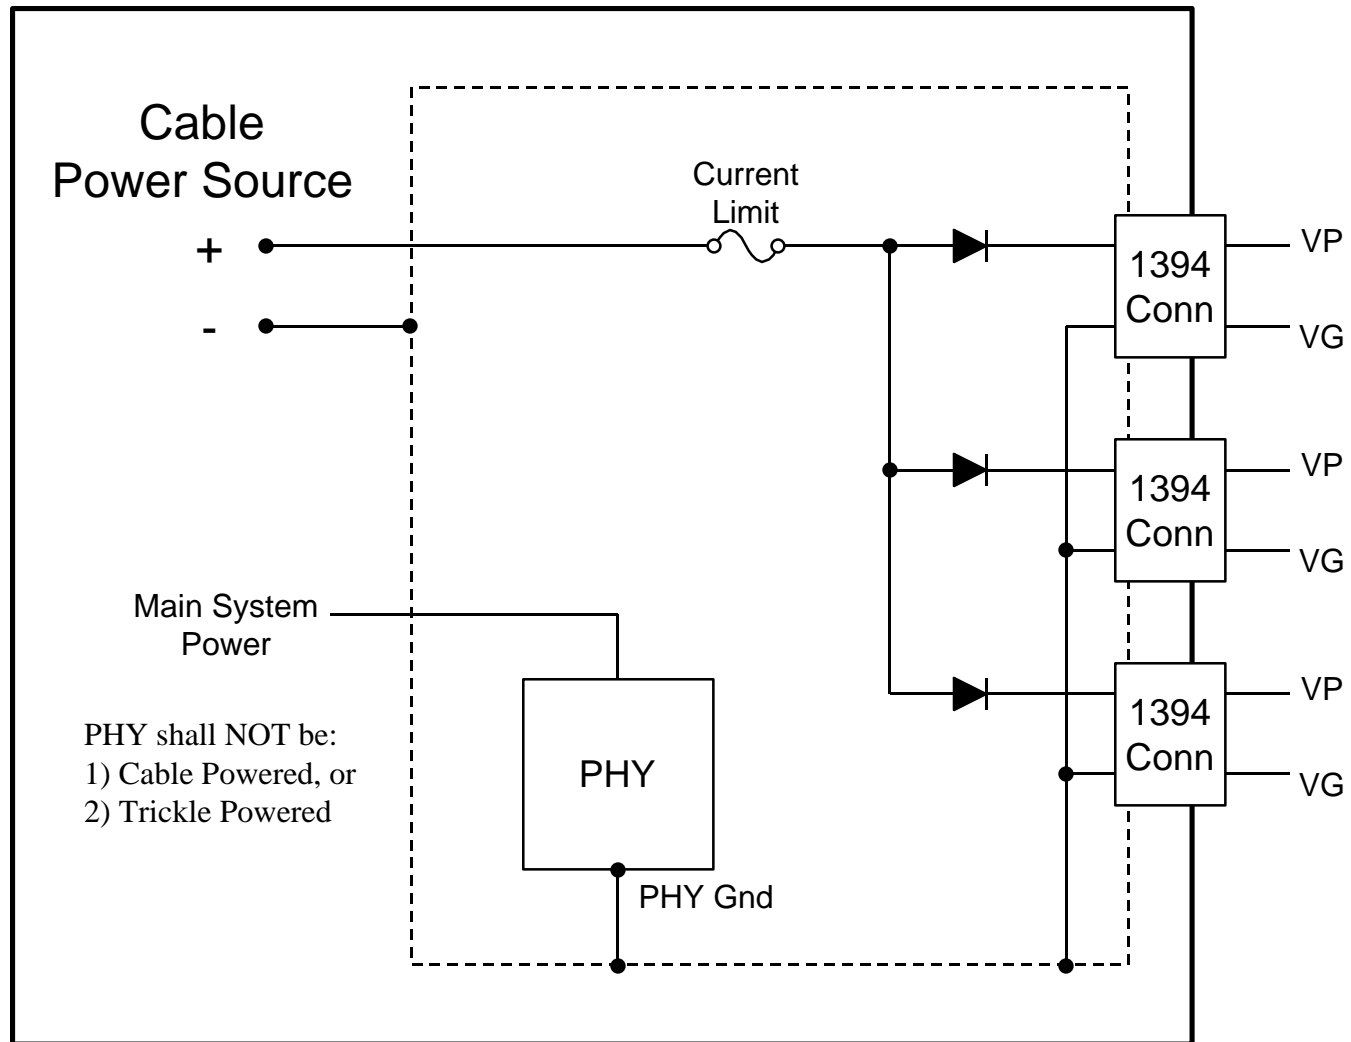 Cable
Power Source
+
-
Current
Limit
1394
Conn
VP
VG
1394
Conn
VP
VG
Main System
Power
PHY shall NOT be:
1) Cable Powered, or
2) Trickle Powered
PHY
PHY Gnd
1394
Conn
VP
VG